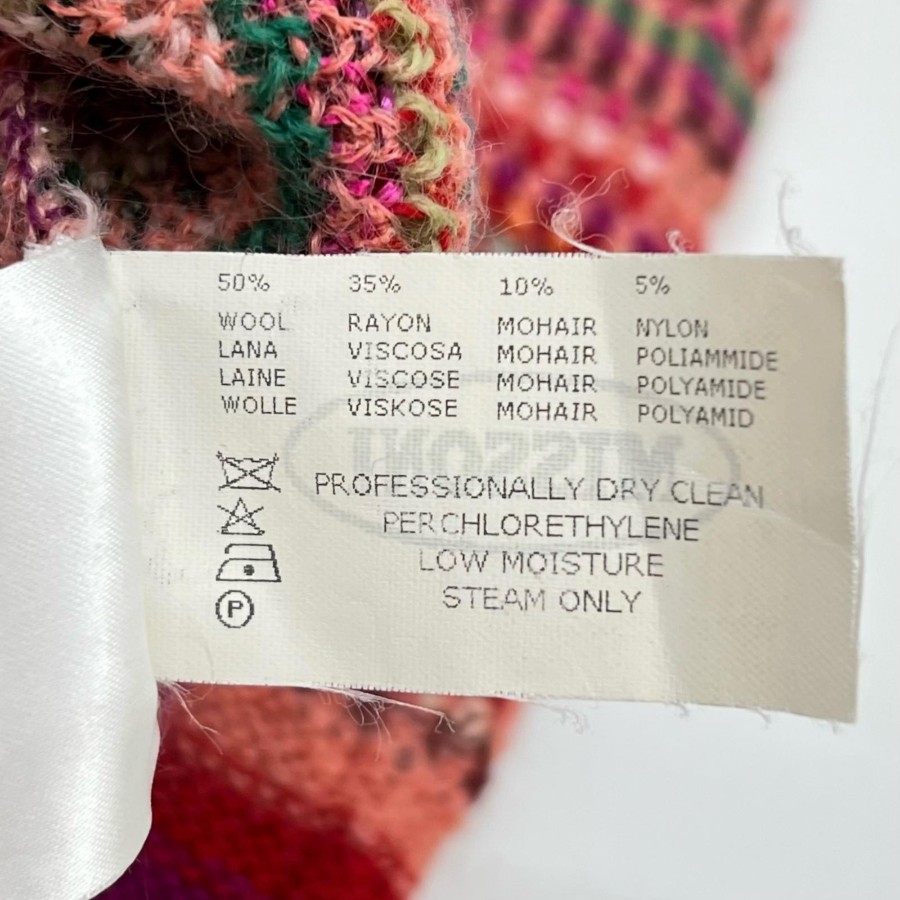 50% 35% 10% 5%
WOOL RAYON MOHAIR NYLON
LANA VISCOSA MOHAIR POLIAMMIDE
LAINE VISCOSE MOHAIR POLYAMIDE
WOLLE VISKOSE MOHAIR POLYAMID
MISSONI
PROFESSIONALLY DRY CLEAN
PERCHLORETHYLENE
LOW MOISTURE
STEAM ONLY
P